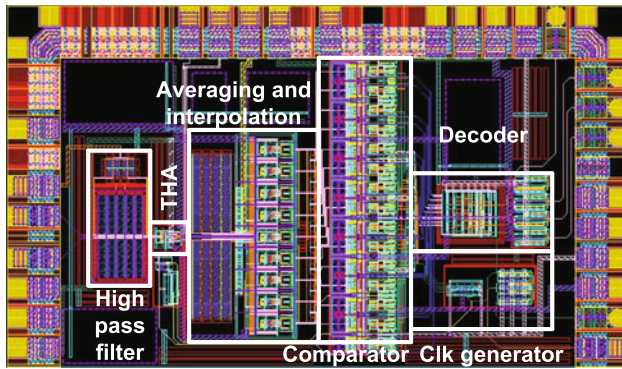 Averaging and
interpolation
Decoder
THA
High
pass
filter
Comparator
Clk generator